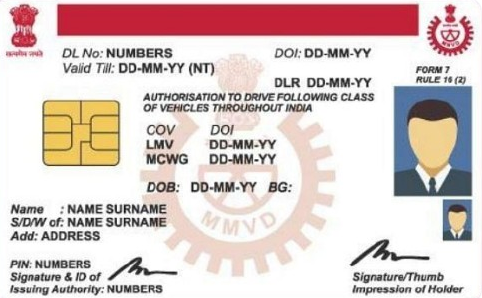 DL No: NUMBERS DOI: DD-MM-YY
Valid Till: DD-MM-YY (NT)
DLR DD-MM-YY
FORM 7
RULE 16 (2)
AUTHORISATION TO DRIVE FOLLOWING CLASS
OF VEHICLES THROUGHOUT INDIA
COV DOI
LMV DD-MM-YY
MCWG DD-MM-YY
DOB: DD-MM-YY BG:
Name : NAME SURNAME
S/D/W of: NAME SURNAME
Add: ADDRESS
PIN: NUMBERS
Signature & ID of
Issuing Authority: NUMBERS
Signature/Thumb
Impression of Holder
सत्यमेव जयते
MMVD
MMVD